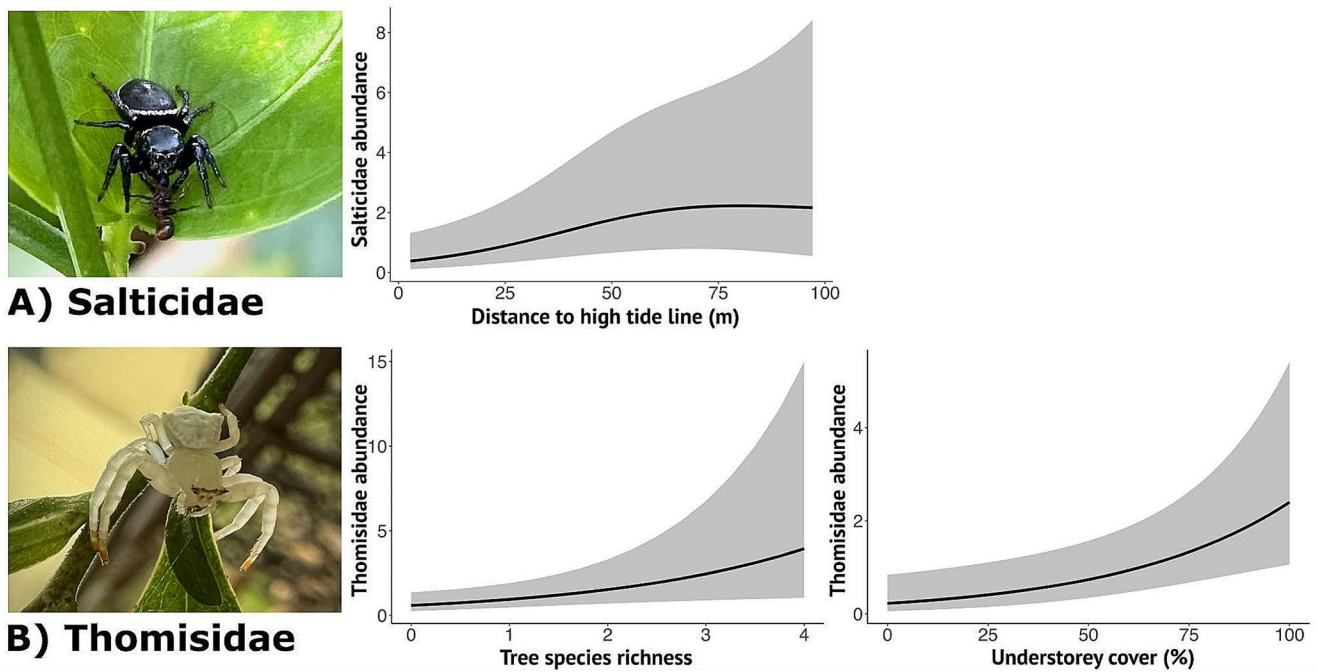 Salticidae abundance
8
6
4
2
0
0 25 50 75 100
Distance to high tide line (m)
A) Salticidae
Thomisidae abundance
15
10
5
0
0 1 2 3 4
Tree species richness
Thomisidae abundance
4
2
0
0 25 50 75 100
Understorey cover (%)
B) Thomisidae